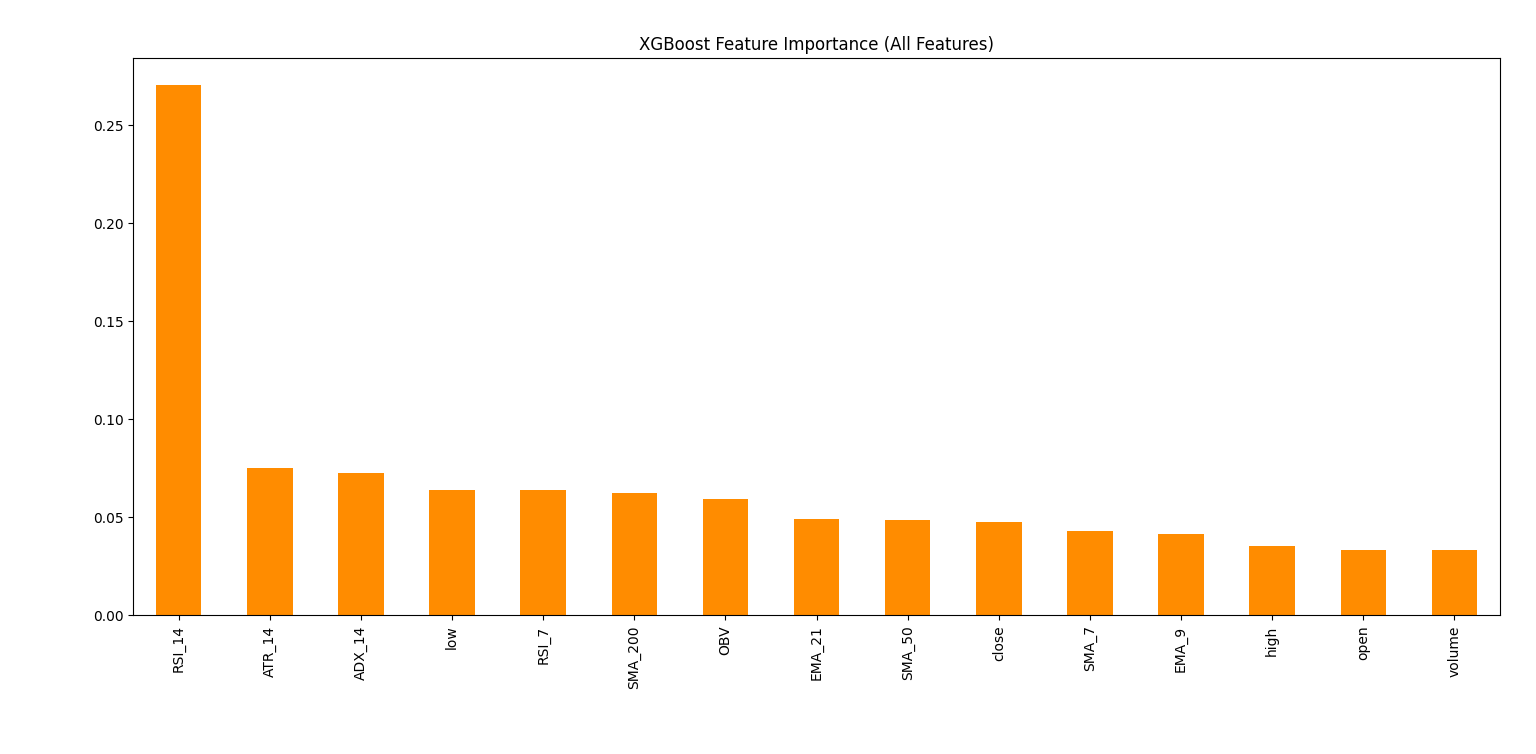 XGBoost Feature Importance (All Features)
0.25
0.20
0.15
0.10
0.05
0.00
RSI_14
ATR_14
ADX_14
low
RSI_7
SMA_200
OBV
EMA_21
SMA_50
close
SMA_7
EMA_9
high
open
volume